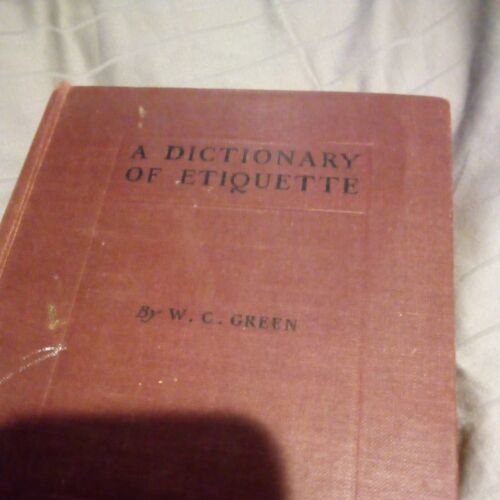 A DICTIONARY
OF ETIQUETTE
By W. C. GREEN